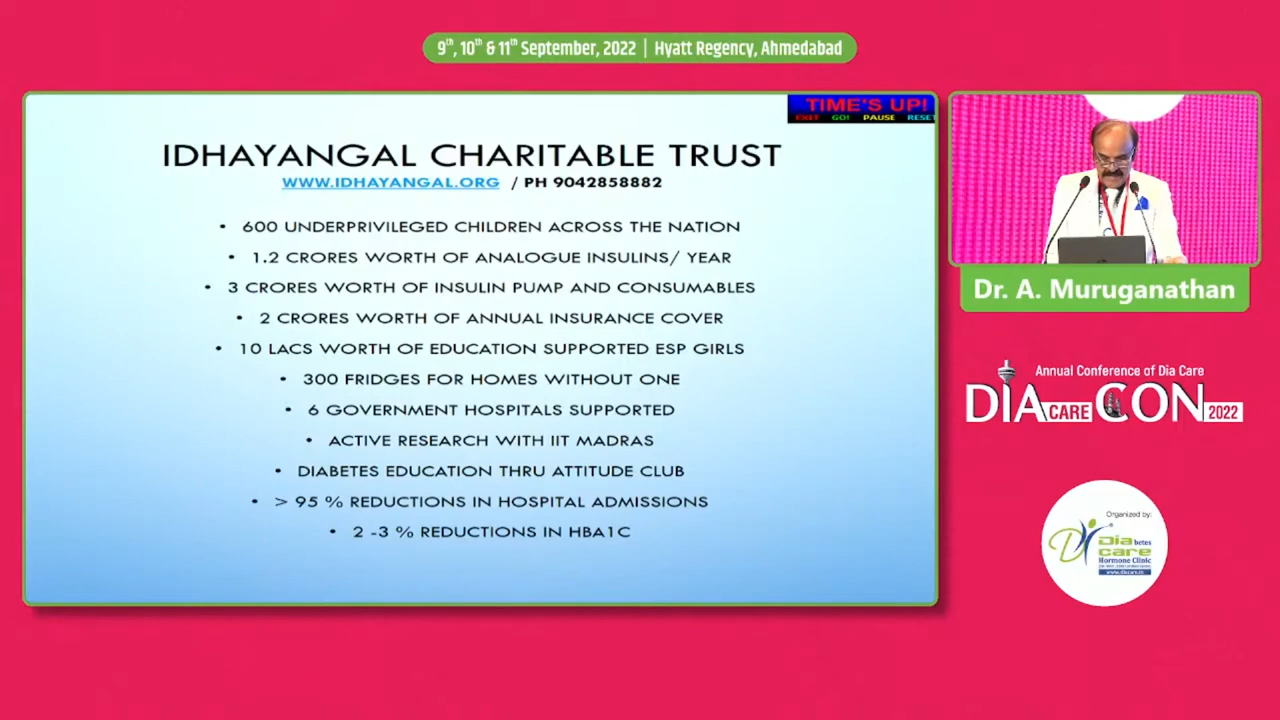 9th, 10th & 11th September, 2022 | Hyatt Regency, Ahmedabad
TIME'S UP!
EXIT GO! PAUSE RESET
IDHAYANGAL CHARITABLE TRUST
WWW.IDHAYANGAL.ORG / PH 9042858882
• 600 UNDERPRIVILEGED CHILDREN ACROSS THE NATION
• 1.2 CRORES WORTH OF ANALOGUE INSULINS/ YEAR
• 3 CRORES WORTH OF INSULIN PUMP AND CONSUMABLES
• 2 CRORES WORTH OF ANNUAL INSURANCE COVER
• 10 LACS WORTH OF EDUCATION SUPPORTED ESP GIRLS
• 300 FRIDGES FOR HOMES WITHOUT ONE
• 6 GOVERNMENT HOSPITALS SUPPORTED
• ACTIVE RESEARCH WITH IIT MADRAS
• DIABETES EDUCATION THRU ATTITUDE CLUB
• > 95 % REDUCTIONS IN HOSPITAL ADMISSIONS
• 2 -3 % REDUCTIONS IN HBA1C
Dr. A. Muruganathan
Annual Conference of Dia Care
DIA CARE CON 2022
Organized by:
Diabetes
care
Hormone Clinic
www.diacare.in